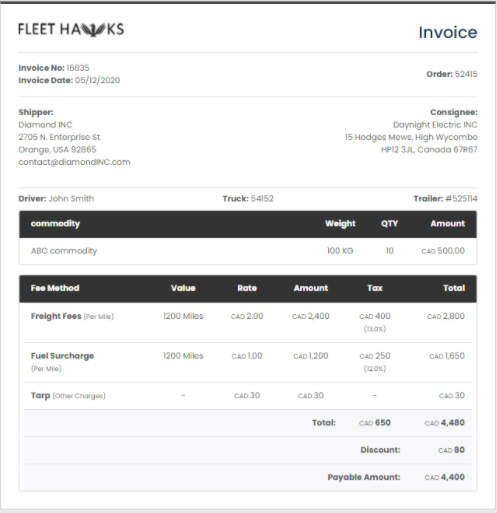 FLEET HAWKS
Invoice
Invoice No: 16835
Invoice Date: 05/12/2020
Order: 52415
Shipper:
Diamond INC
2705 N. Enterprise St
Orange, USA 92865
contact@diamondINC.com
Consignee:
Daynight Electric INC
15 Hodges Mews, High Wycombe
HP12 3JL, Canada 67R67
Driver: John Smith Truck: 54152 Trailer: #525114
commodity Weight QTY Amount
ABC commodity 100 KG 10 CAD 500.00
Fee Method Value Rate Amount Tax Total
Freight Fees (Per Mile) 1200 Miles CAD 2.00 CAD 2,400 CAD 400 CAD 2,800
(13.0%)
Fuel Surcharge 1200 Miles CAD 1.00 CAD 1,200 CAD 250 CAD 1,650
(Per Mile) (12.0%)
Tarp (Other Charges) - CAD 30 CAD 30 - CAD 30
Total: CAD 650 CAD 4,480
Discount: CAD 80
Payable Amount: CAD 4,400